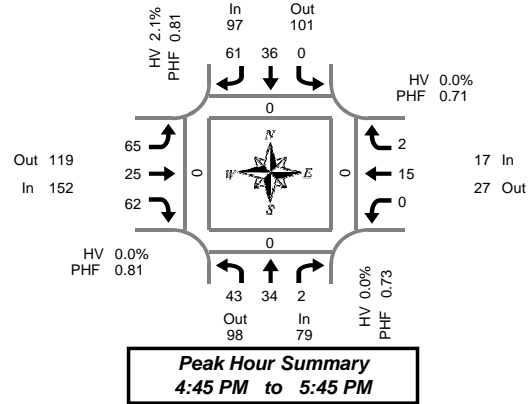 HV 2.1%
PHF 0.81
In
97
Out
101
61 36 0
HV 0.0%
PHF 0.71
0
65
25
62
Out 119
In 152
0
N
W E
S
0
2
15
0
17 In
27 Out
0
HV 0.0%
PHF 0.81
43 34 2
Out
98
In
79
HV 0.0%
PHF 0.73
Peak Hour Summary
4:45 PM to 5:45 PM